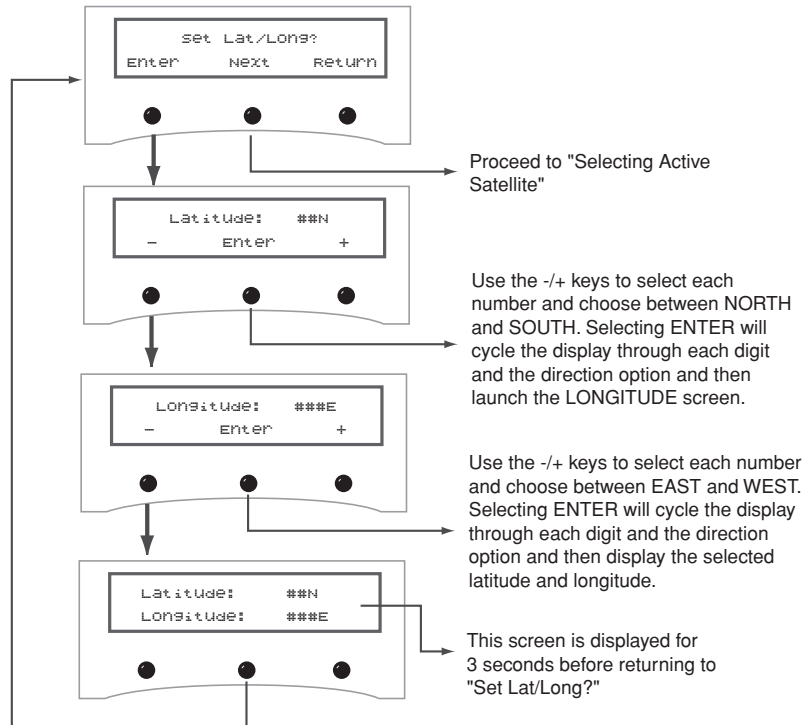 Set Lat/Long?
Enter Next Return
Proceed to "Selecting Active
Satellite"
Latitude: ##N
- Enter +
Use the -/+ keys to select each
number and choose between NORTH
and SOUTH. Selecting ENTER will
cycle the display through each digit
and the direction option and then
launch the LONGITUDE screen.
Longitude: ###E
- Enter +
Use the -/+ keys to select each number
and choose between EAST and WEST.
Selecting ENTER will cycle the display
through each digit and the direction
option and then display the selected
latitude and longitude.
Latitude: ##N
Longitude: ###E
This screen is displayed for
3 seconds before returning to
"Set Lat/Long?"